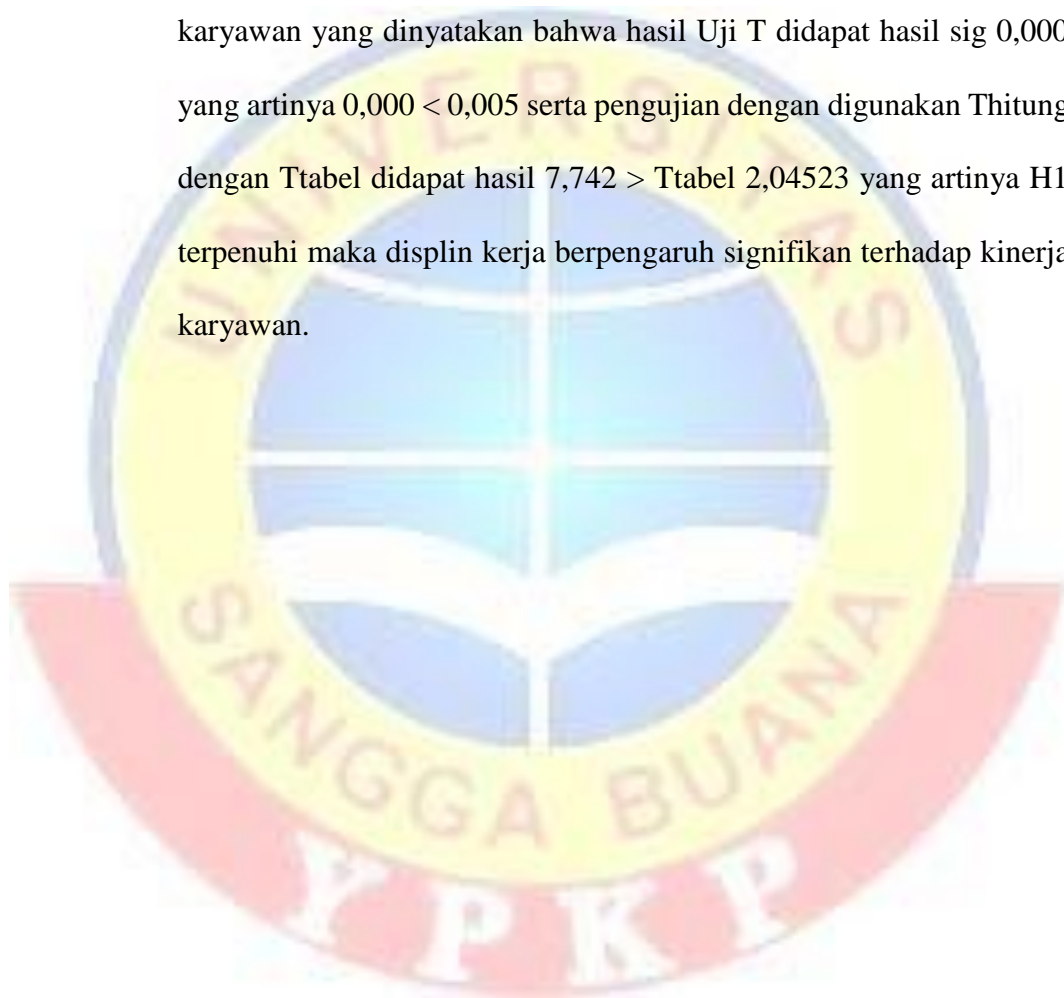 karyawan yang dinyatakan bahwa hasil Uji T didapat hasil sig 0,000
yang artinya 0,000 < 0,005 serta pengujian dengan digunakan Thitung
dengan Ttabel didapat hasil 7,742 > Ttabel 2,04523 yang artinya H1
terpenuhi maka displin kerja berpengaruh signifikan terhadap kinerja
karyawan.
UNIVERSITAS
SANGGA BUANA
YPKP